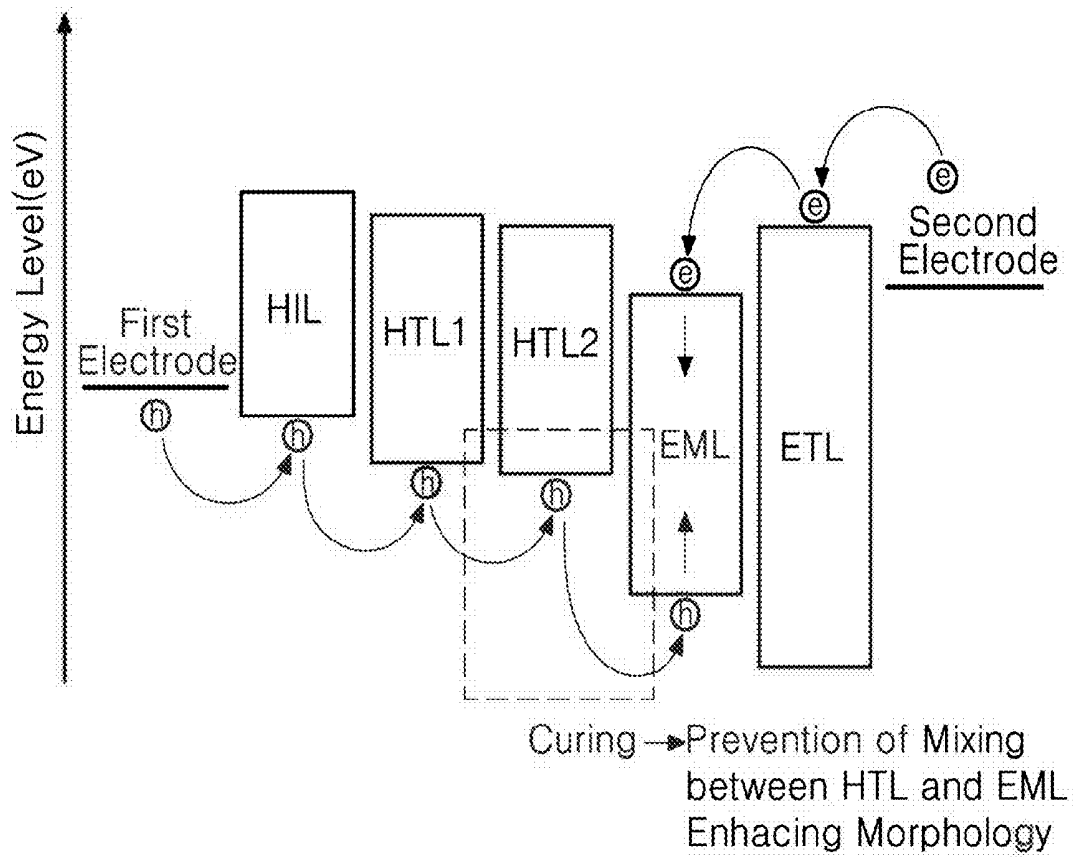 Energy Level(eV)
First
Electrode
h
HIL
h
HTL1
h
HTL2
h
e
EML
h
e
ETL
e
Second
Electrode
Curing → Prevention of Mixing
between HTL and EML
Enhacing Morphology